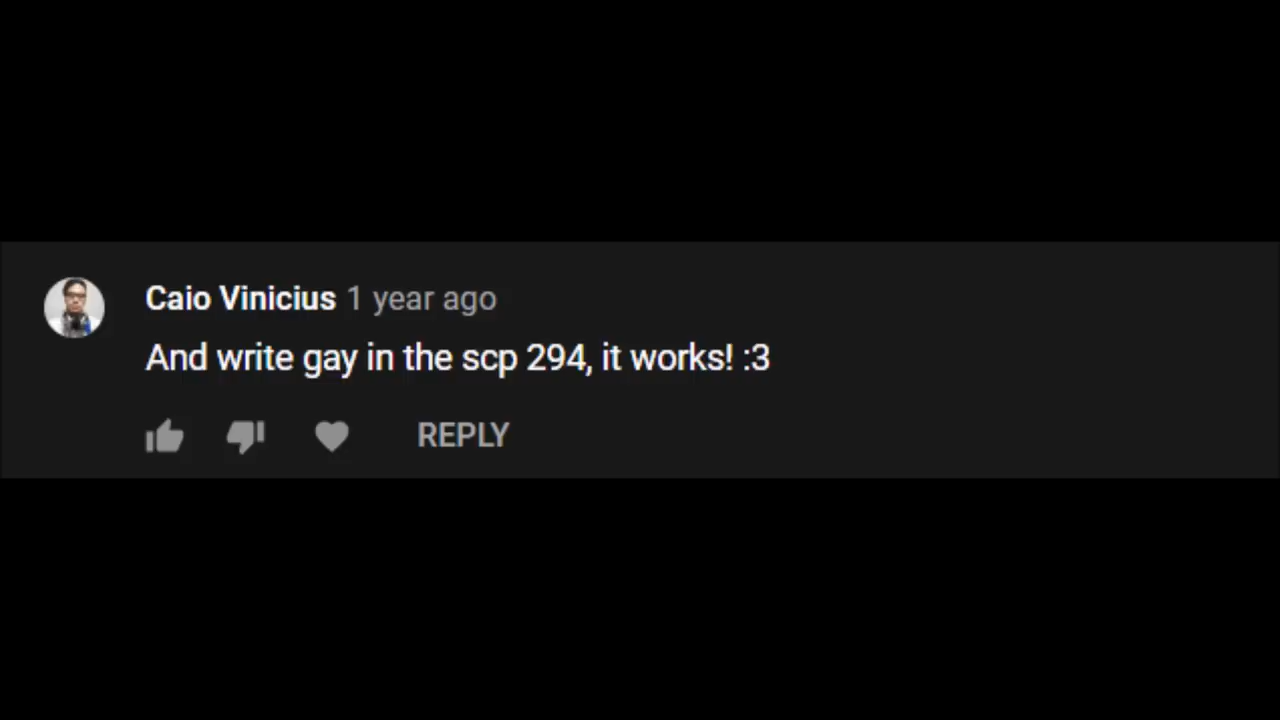 Caio Vinicius 1 year ago
And write gay in the scp 294, it works! :3
REPLY